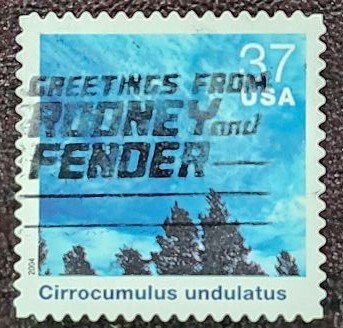 37
USA
GREETINGS FROM
RODNEY and
FENDER
2004
Cirrocumulus undulatus